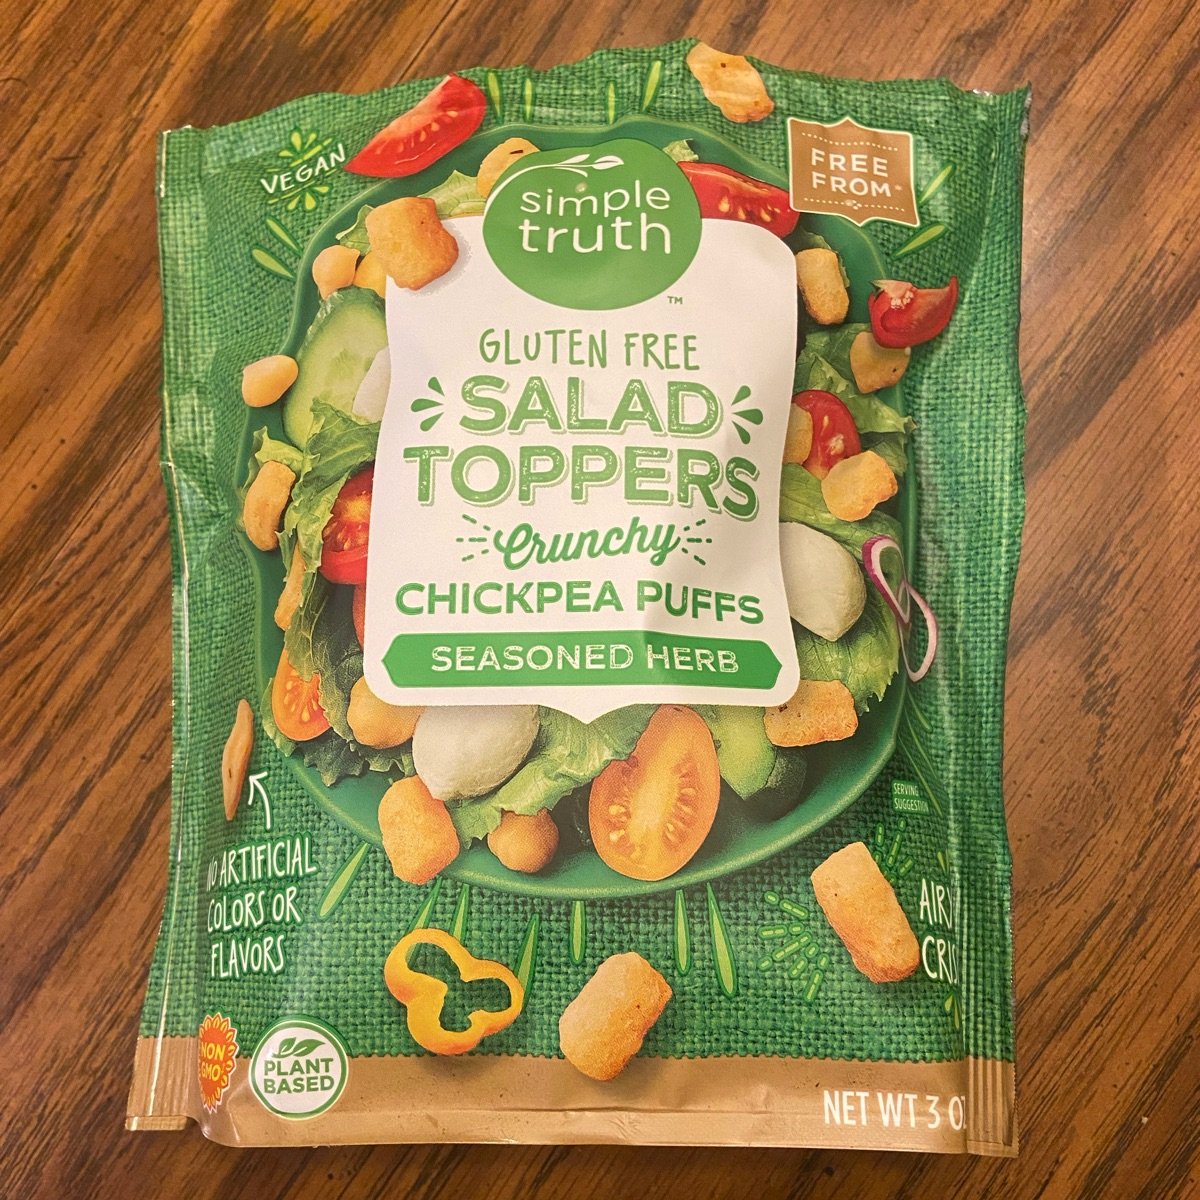 VEGAN
simple
truth
TM
FREE
FROM*
GLUTEN FREE
SALAD
TOPPERS
Crunchy
CHICKPEA PUFFS
SEASONED HERB
SERVING
SUGGESTION
NO ARTIFICIAL
COLORS OR
FLAVORS
NON
GMO
PLANT
BASED
NET WT 3 OZ